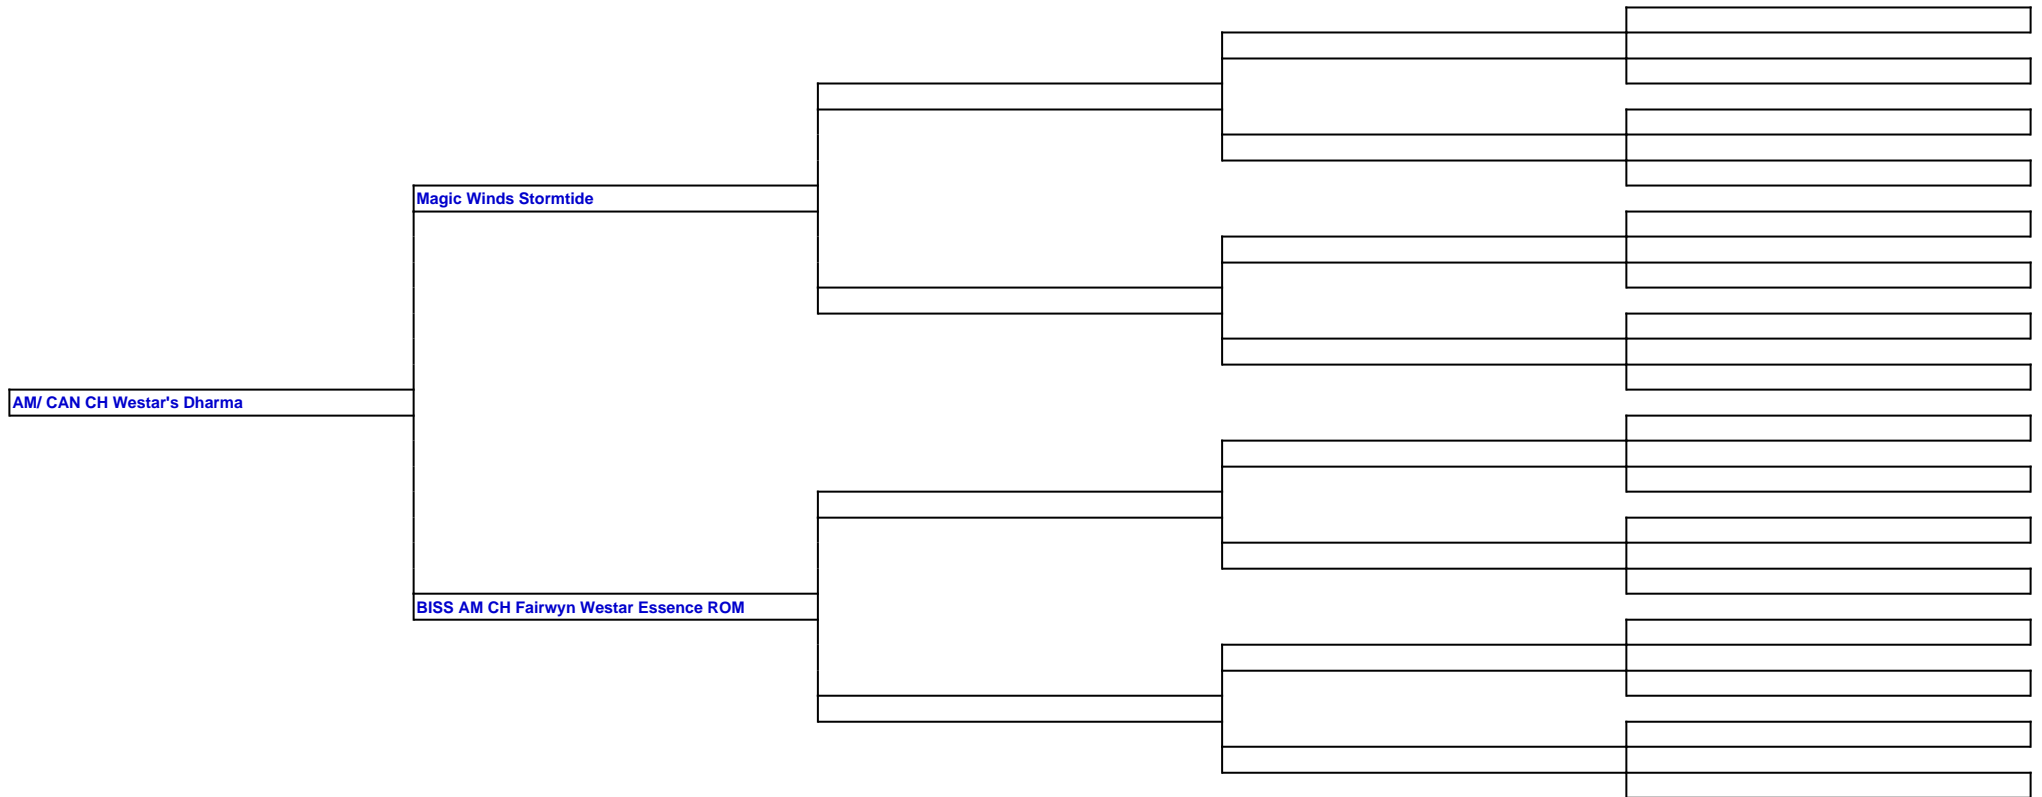 Magic Winds Stormtide
AM/ CAN CH Westar's Dharma
BISS AM CH Fairwyn Westar Essence ROM